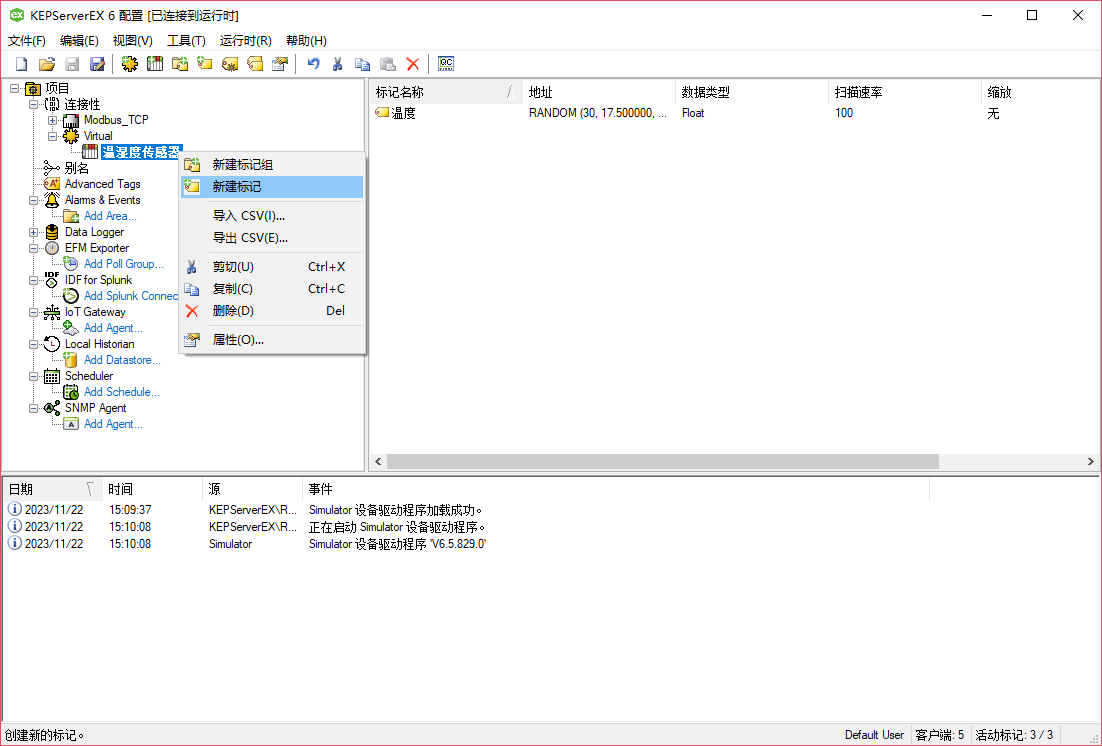 KEPServerEX 6 配置 [已连接到运行时]
文件(F) 编辑(E) 视图(V) 工具(T) 运行时(R) 帮助(H)
项目
连接性
Modbus_TCP
Virtual
温湿度传感器
别名
Advanced Tags
Alarms & Events
Add Area...
Data Logger
EFM Exporter
Add Poll Group...
IDF for Splunk
Add Splunk Connec
IoT Gateway
Add Agent...
Local Historian
Add Datastore...
Scheduler
Add Schedule...
SNMP Agent
Add Agent...
新建标记组
新建标记
导入 CSV(I)...
导出 CSV(E)...
剪切(U) Ctrl+X
复制(C) Ctrl+C
删除(D) Del
属性(O)...
标记名称 地址 数据类型 扫描速率 缩放
温度 RANDOM (30, 17.500000, ... Float 100 无
日期 时间 源 事件
2023/11/22 15:09:37 KEPServerEX\R... Simulator 设备驱动程序加载成功。
2023/11/22 15:10:08 KEPServerEX\R... 正在启动 Simulator 设备驱动程序。
2023/11/22 15:10:08 Simulator Simulator 设备驱动程序 'V6.5.829.0'
创建新的标记。 Default User 客户端: 5 活动标记: 3 / 3